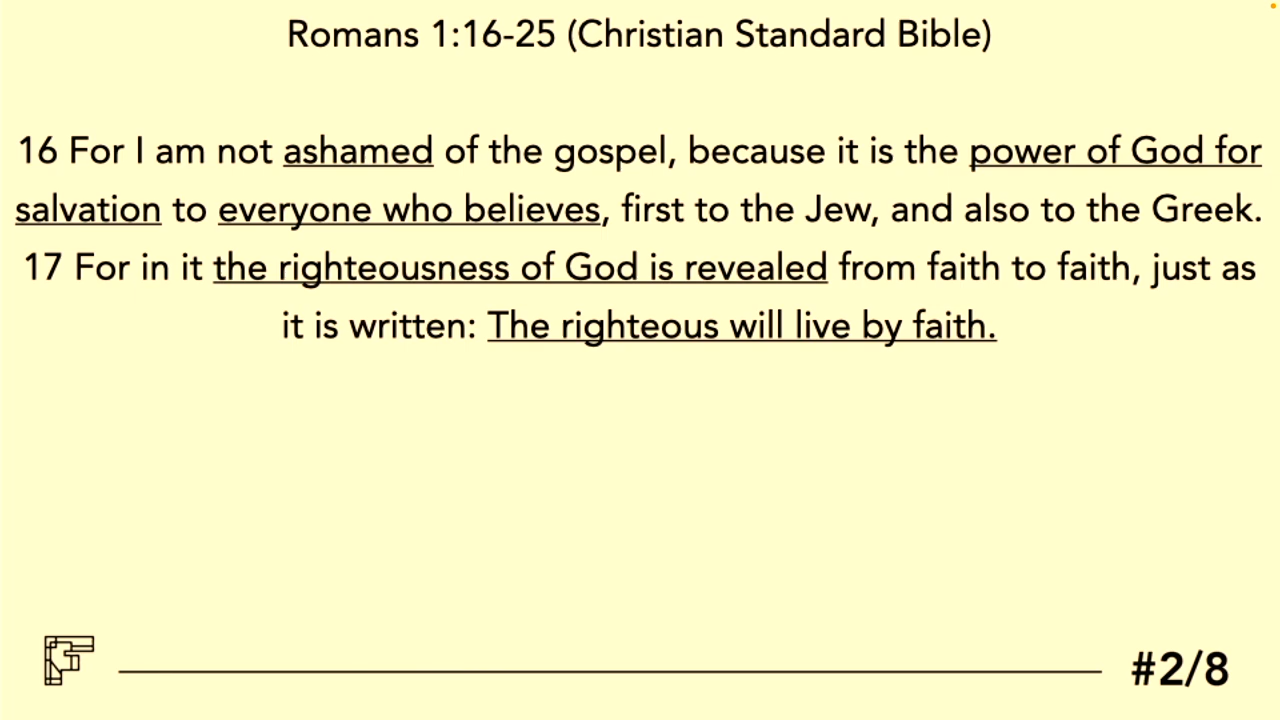 Romans 1:16-25 (Christian Standard Bible)
16 For I am not ashamed of the gospel, because it is the power of God for
salvation to everyone who believes, first to the Jew, and also to the Greek.
17 For in it the righteousness of God is revealed from faith to faith, just as
it is written: The righteous will live by faith.
#2/8